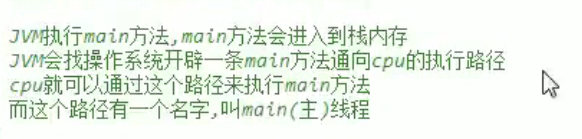 JVM执行main方法,main方法会进入到栈内存
JVM会找操作系统开辟一条main方法通向cpu的执行路径
cpu就可以通过这个路径来执行main方法
而这个路径有一个名字,叫main(主)线程